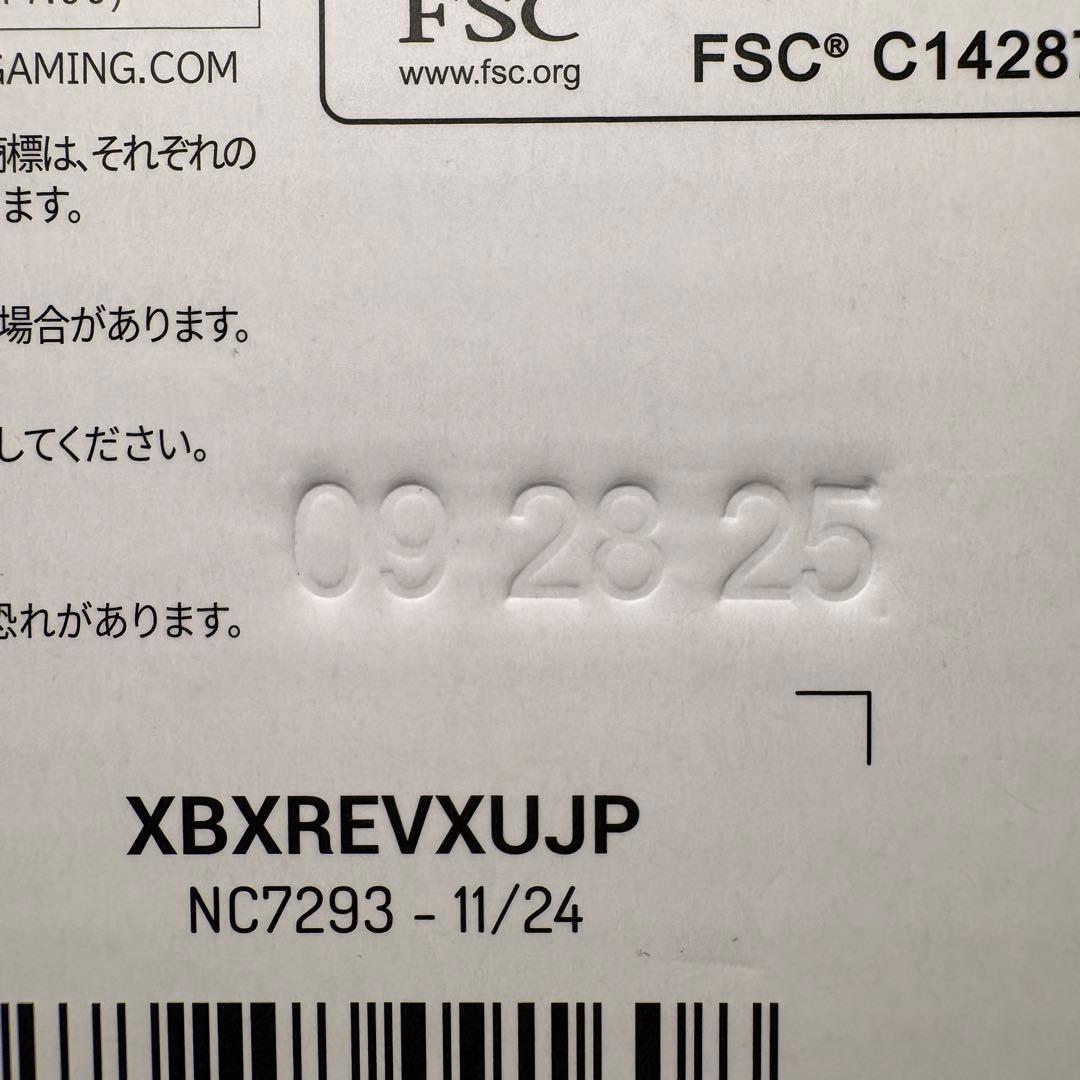 GAMING.COM
FSC
www.fsc.org
FSC® C14287
商標は、それぞれの
ます。
場合があります。
してください。
恐れがあります。
09 28 25
XBXREVXUJP
NC7293 - 11/24